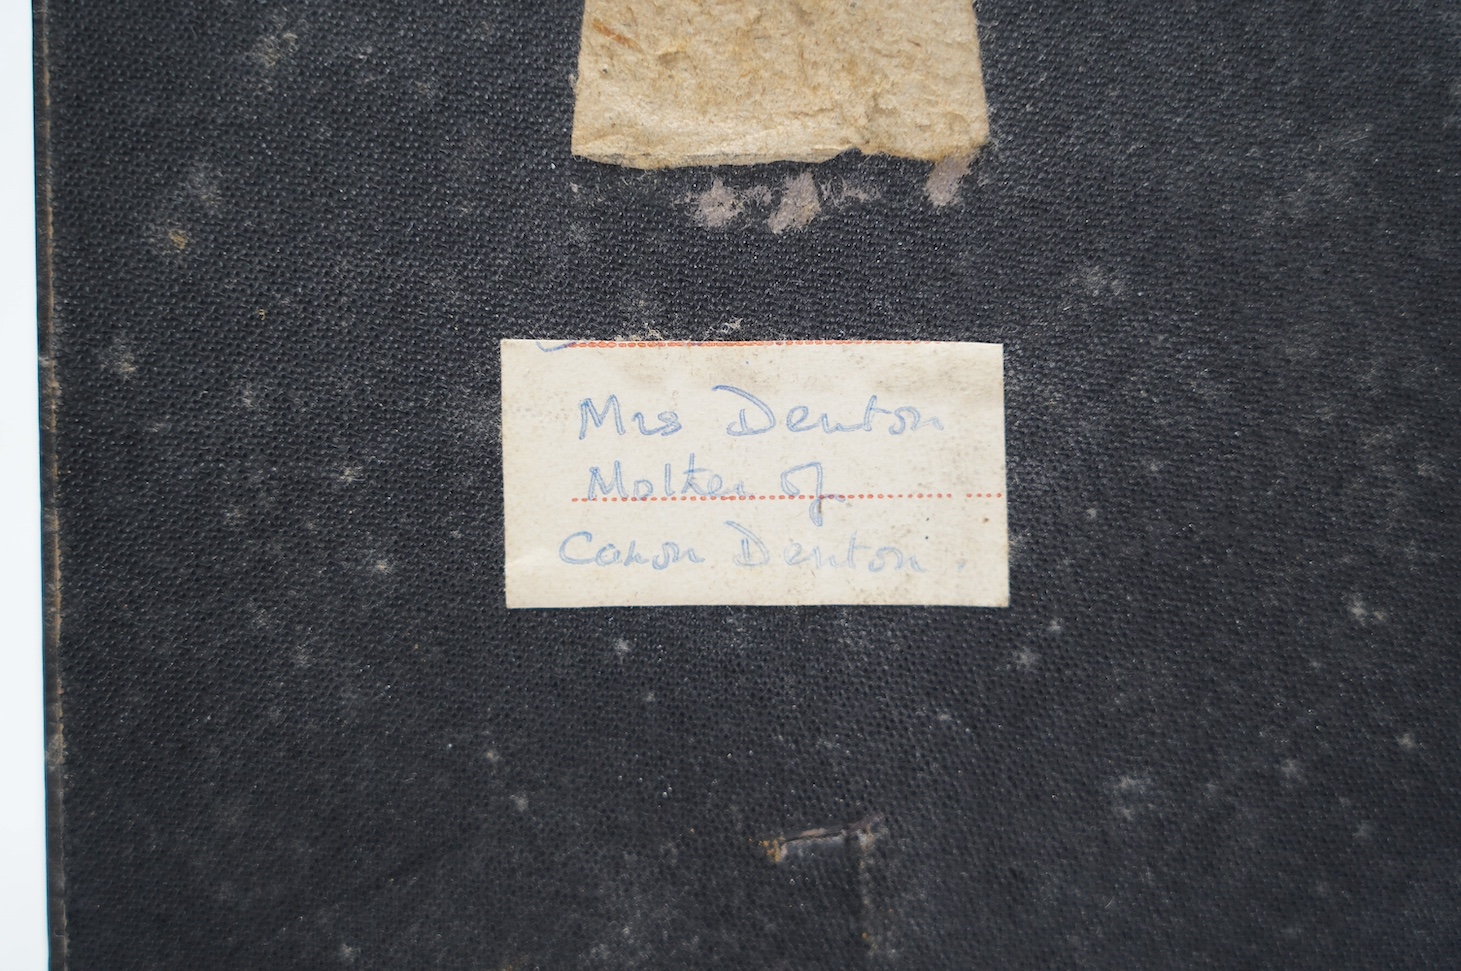 Mrs Denton
Mother of
Canon Denton.